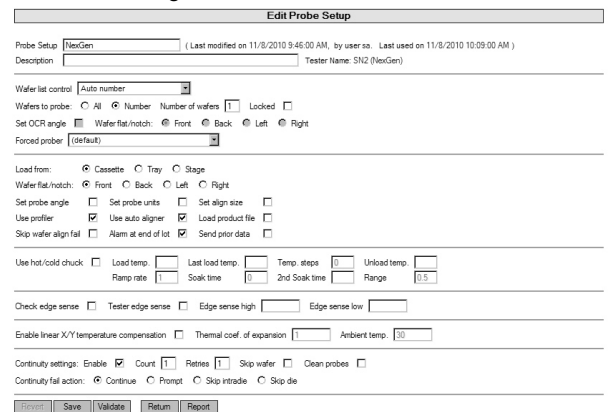 Edit Probe Setup
Probe Setup NexGen ( Last modified on 11/8/2010 9:46:00 AM, by user sa. Last used on 11/8/2010 10:09:00 AM )
Description Tester Name: SN2 (NexGen)
Wafer list control Auto number
Wafers to probe: All Number Number of wafers 1 Locked
Set OCR angle Wafer flat/notch: Front Back Left Right
Forced prober (default)
Load from: Cassette Tray Stage
Wafer flat/notch: Front Back Left Right
Set probe angle Set probe units Set align size
Use profiler Use auto aligner Load product file
Skip wafer align fail Alarm at end of lot Send prior data
Use hot/cold chuck Load temp. Last load temp. Temp. steps 0 Unload temp.
Ramp rate 1 Soak time 0 2nd Soak time Range 0.5
Check edge sense Tester edge sense Edge sense high Edge sense low
Enable linear X/Y temperature compensation Thermal coef. of expansion 1 Ambient temp. 30
Continuity settings: Enable Count 1 Retries 1 Skip wafer Clean probes
Continuity fail action: Continue Prompt Skip intradie Skip die
Revert Save Validate Return Report